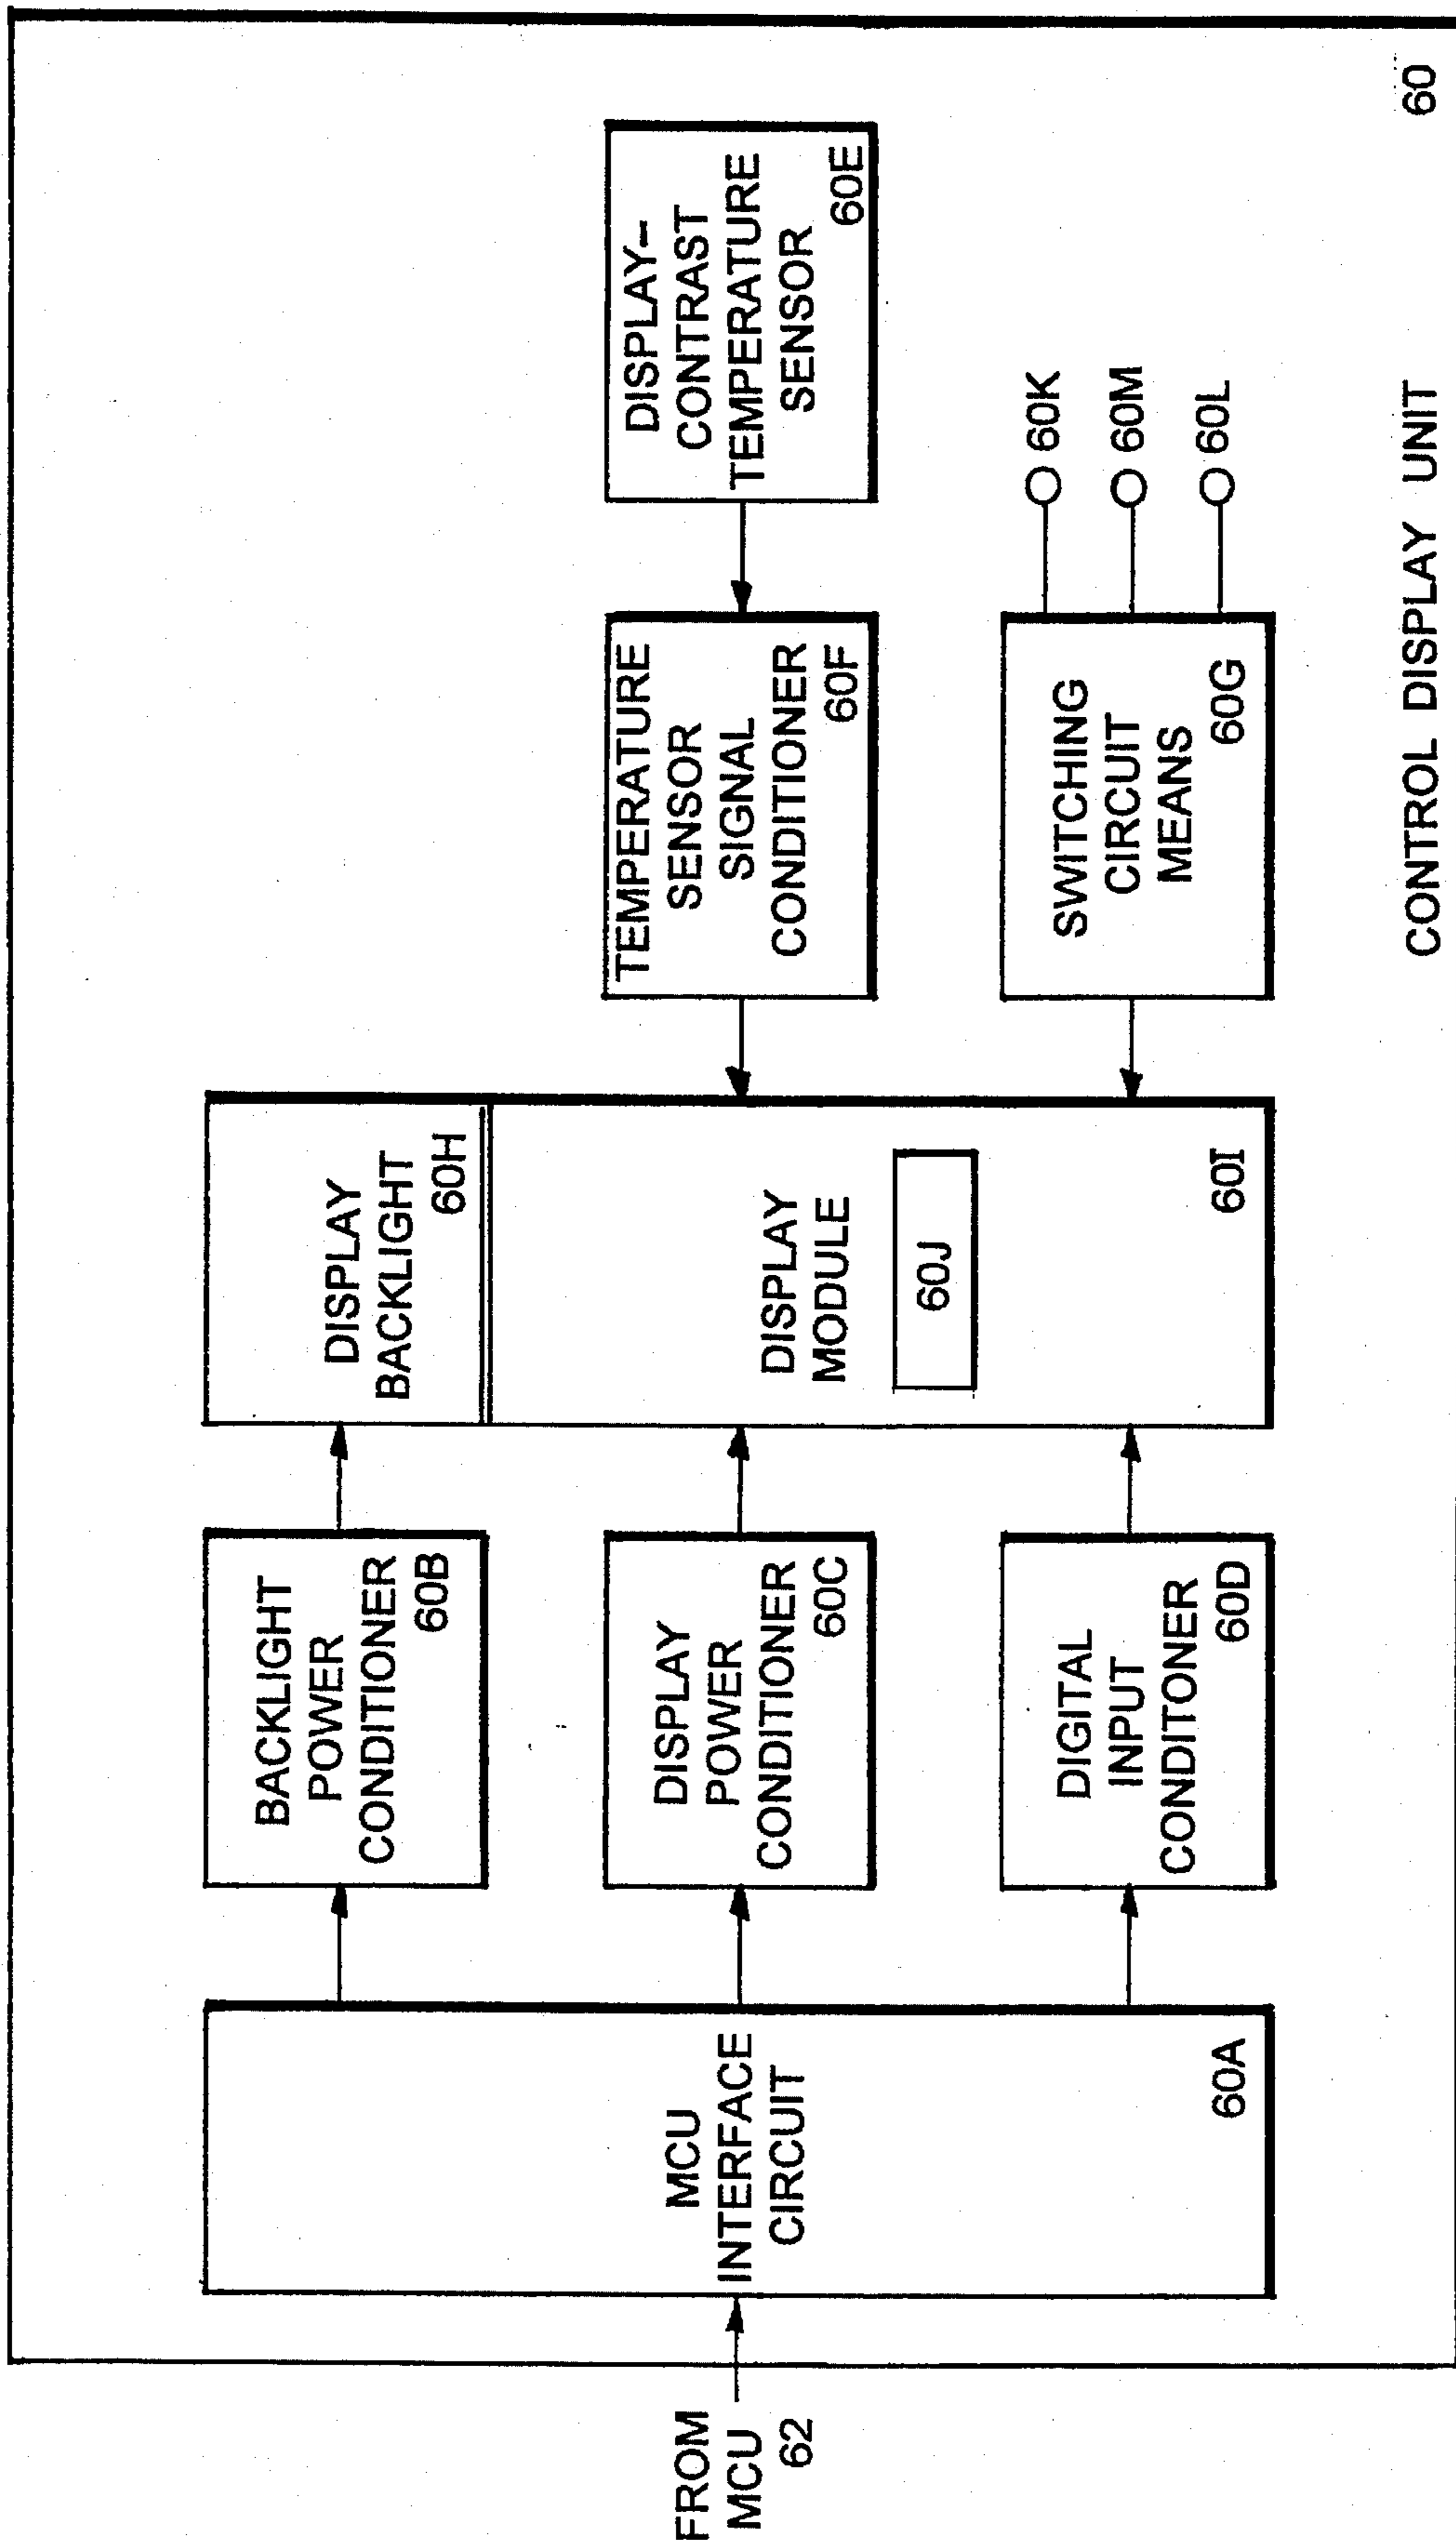 FROM
MCU
62
MCU
INTERFACE
CIRCUIT
60A
BACKLIGHT
POWER
CONDITIONER
60B
DISPLAY
POWER
CONDITIONER
60C
DIGITAL
INPUT
CONDITONER
60D
DISPLAY
BACKLIGHT
60H
DISPLAY
MODULE
60J
60I
TEMPERATURE
SENSOR
SIGNAL
CONDITIONER
60F
DISPLAY-
CONTRAST
TEMPERATURE
SENSOR
60E
SWITCHING
CIRCUIT
MEANS
60G
60K
60M
60L
CONTROL DISPLAY UNIT
60